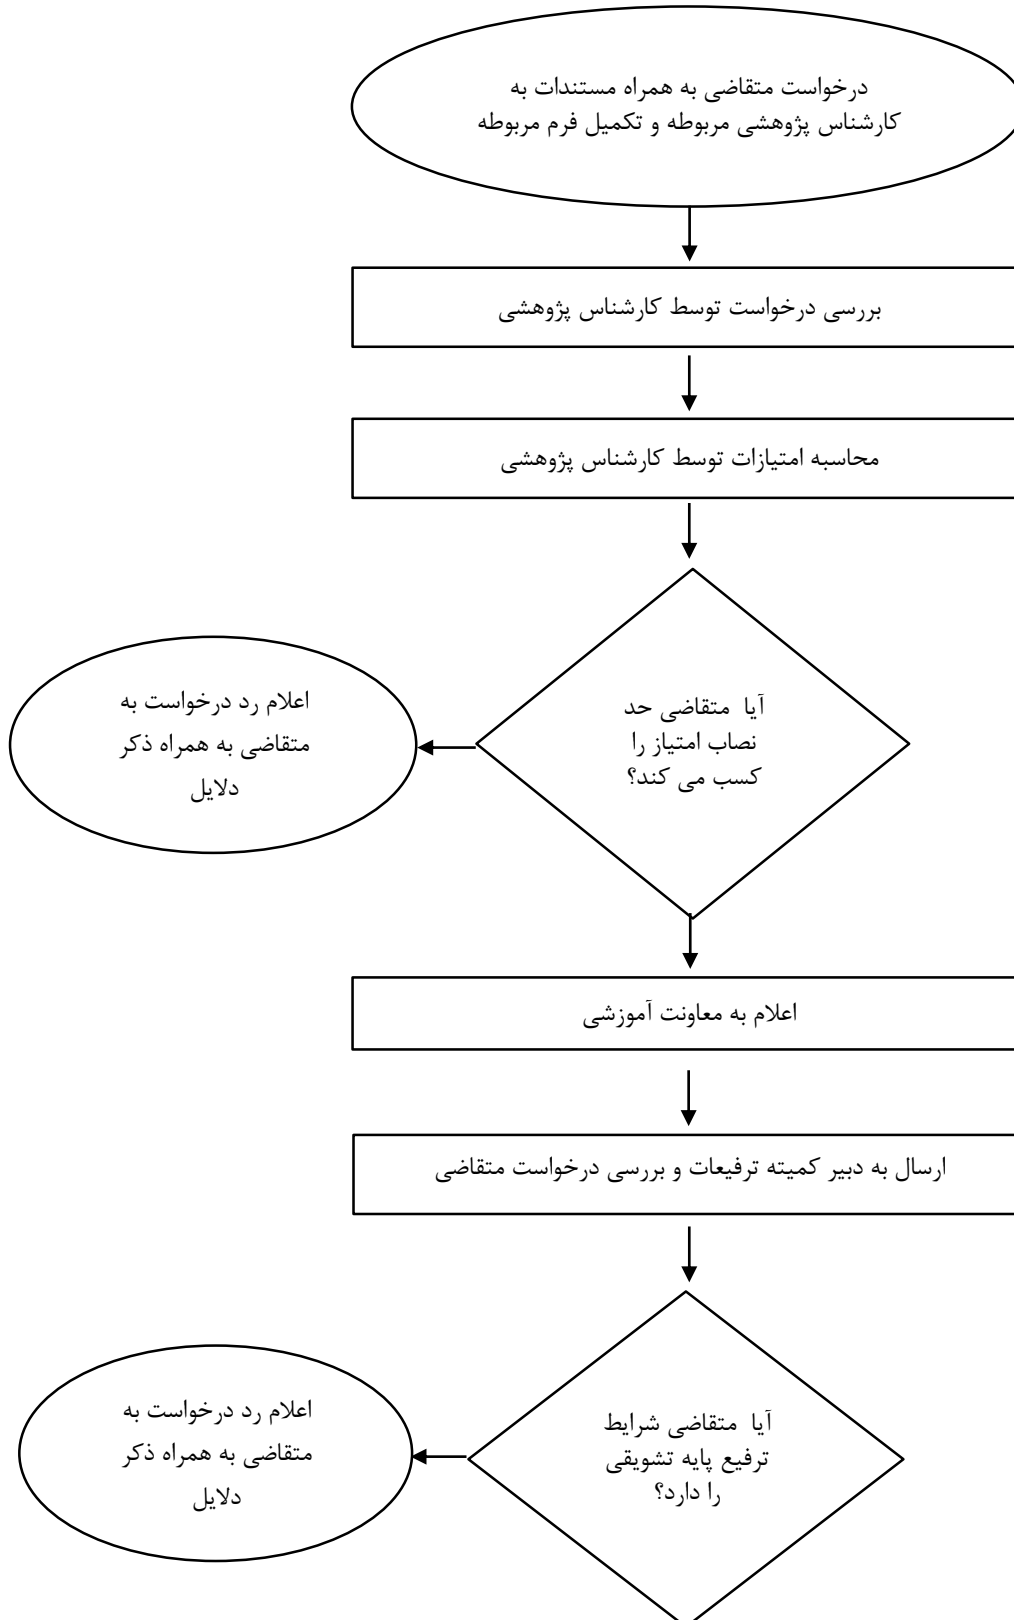 درخواست متقاضی به همراه مستندات به
کارشناس پژوهشی مربوطه و تکمیل فرم مربوطه
بررسی درخواست توسط کارشناس پژوهشی
محاسبه امتیازات توسط کارشناس پژوهشی
آیا متقاضی حد
نصاب امتیاز را
کسب می کند؟
اعلام رد درخواست به
متقاضی به همراه ذکر
دلایل
اعلام به معاونت آموزشی
ارسال به دبیر کمیته ترفیعات و بررسی درخواست متقاضی
آیا متقاضی شرایط
ترفیع پایه تشویقی
را دارد؟
اعلام رد درخواست به
متقاضی به همراه ذکر
دلایل